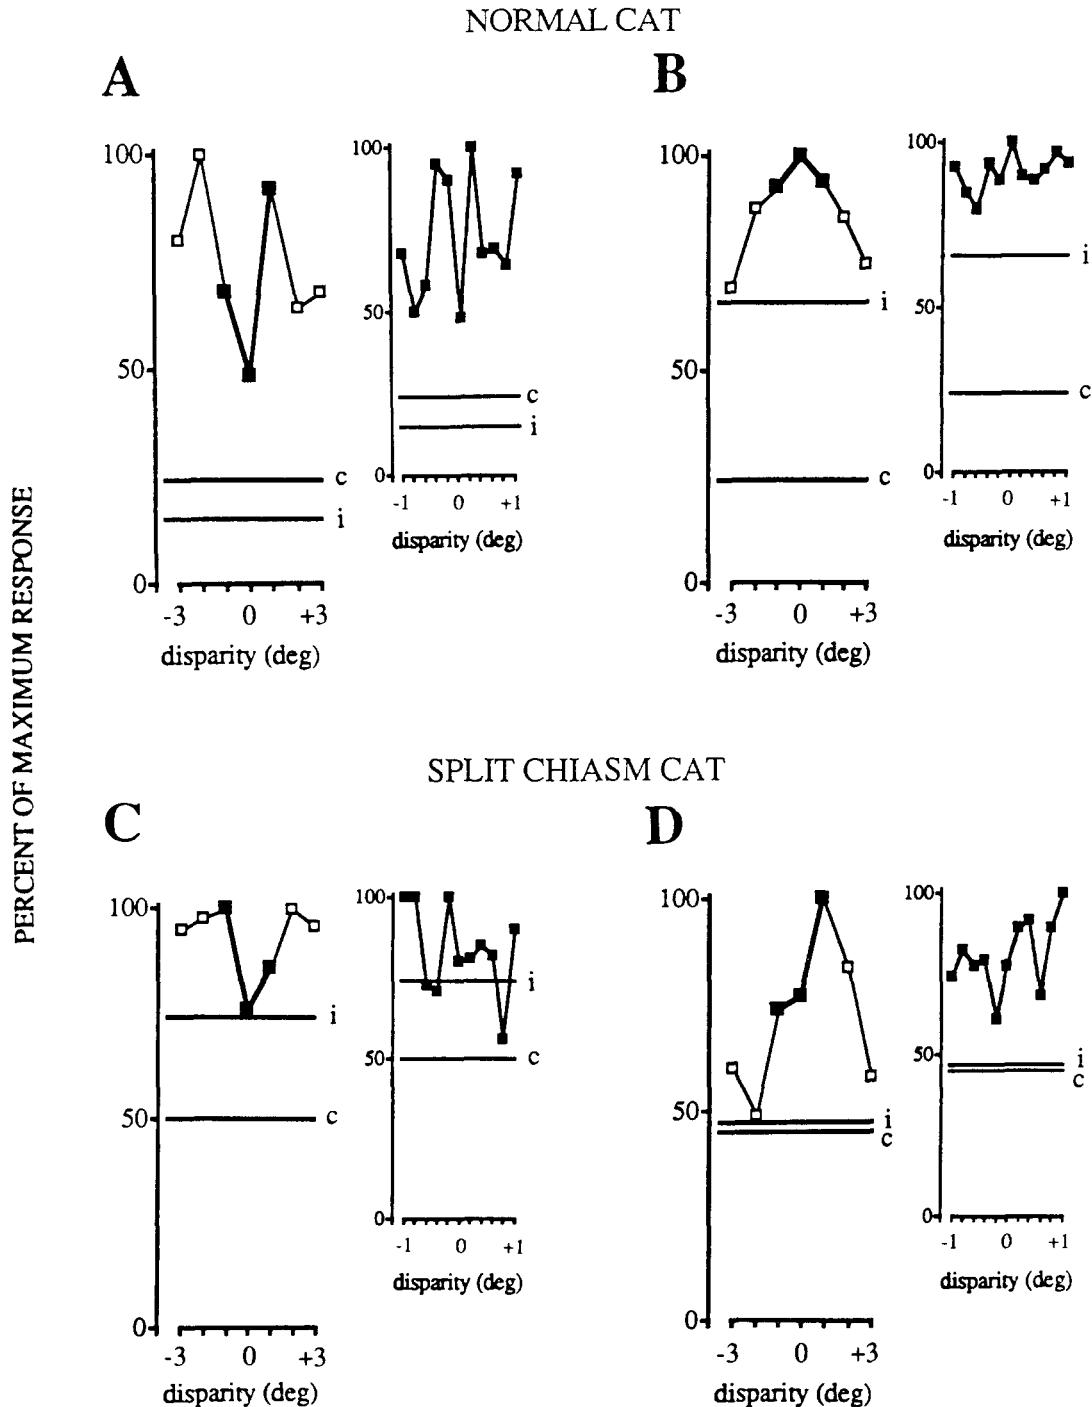 NORMAL CAT
A
B
100
50
0
-3 0 +3
disparity (deg)
c
i
100
50
0
-1 0 +1
disparity (deg)
c
i
100
50
0
-3 0 +3
disparity (deg)
i
c
100
50
0
-1 0 +1
disparity (deg)
i
c
PERCENT OF MAXIMUM RESPONSE
SPLIT CHIASM CAT
C
D
100
50
0
-3 0 +3
disparity (deg)
i
c
100
50
0
-1 0 +1
disparity (deg)
i
c
100
50
0
-3 0 +3
disparity (deg)
i
c
100
50
0
-1 0 +1
disparity (deg)
i
c